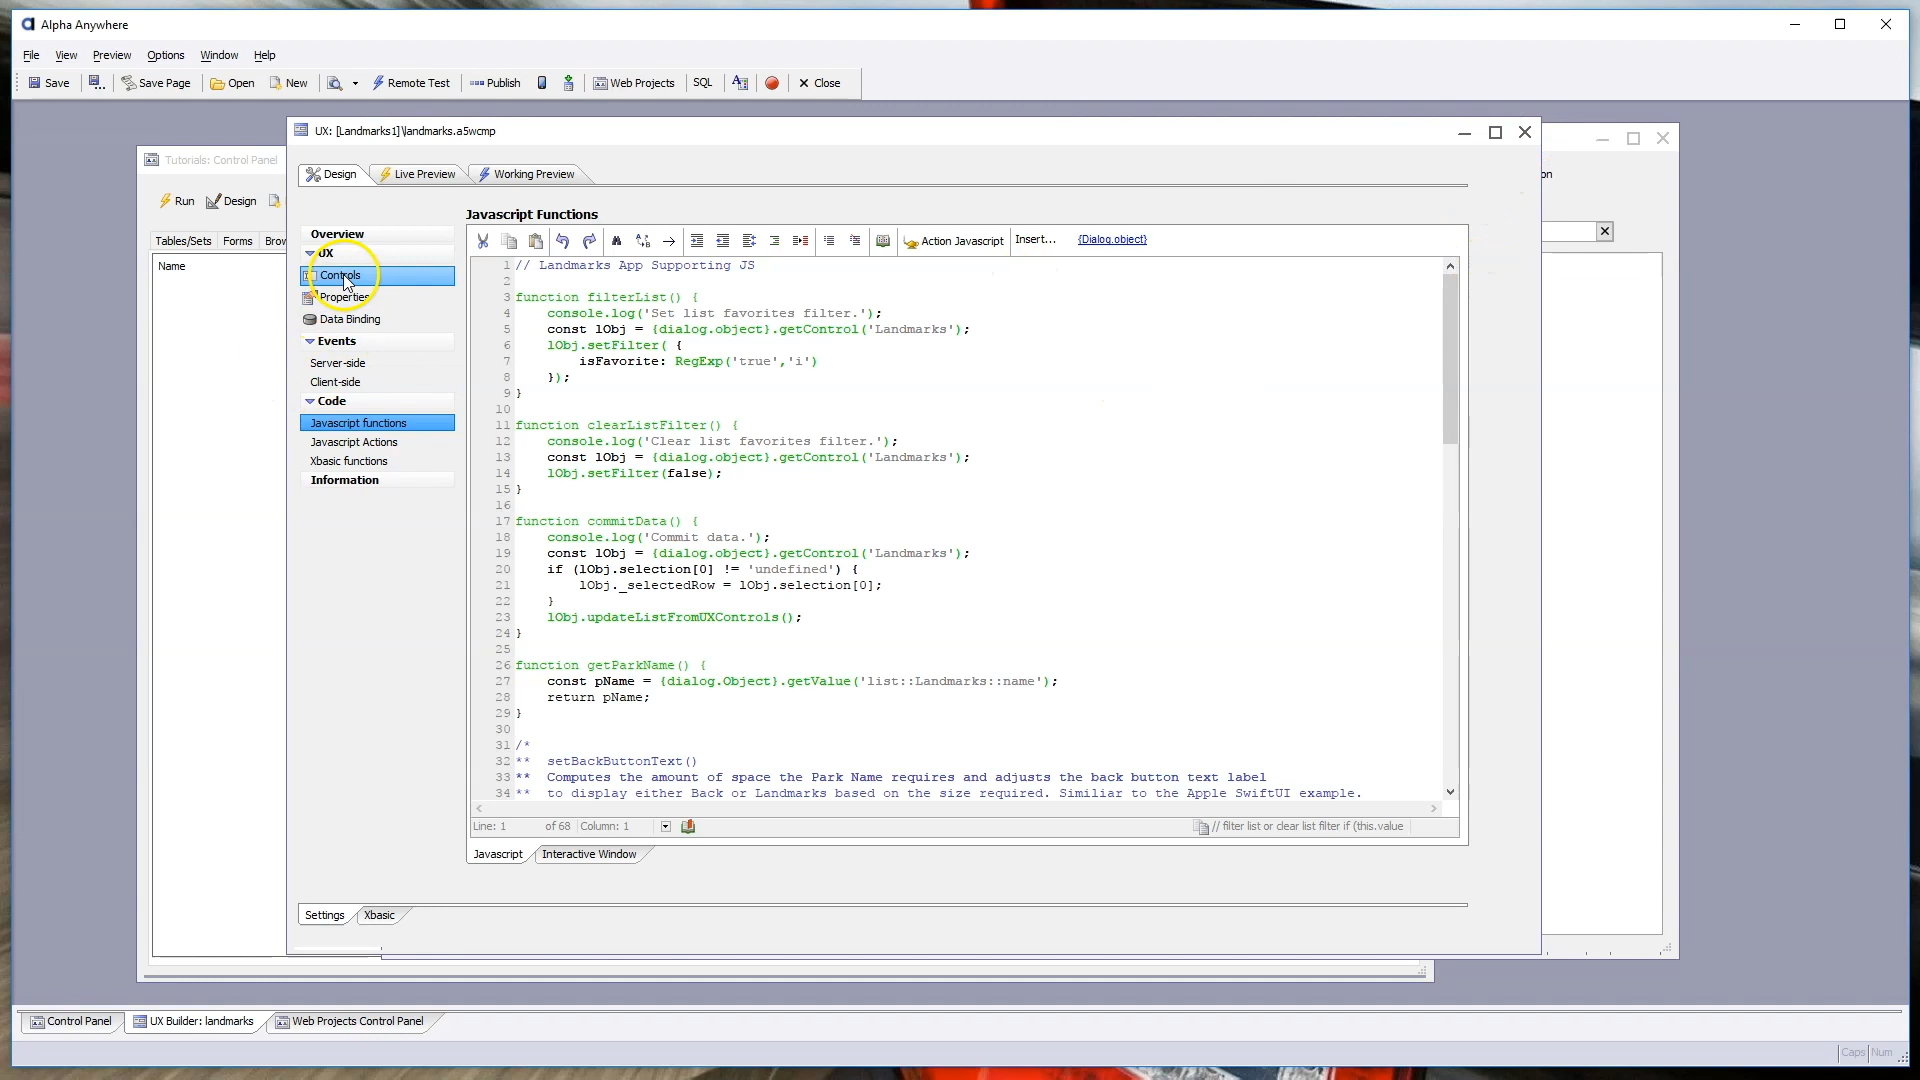 Alpha Anywhere
File View Preview Options Window Help
Save Save Page Open New Remote Test Publish Web Projects SQL Close
UX: [Landmarks1]\landmarks.a5wcmp
Tutorials: Control Panel
Design Live Preview Working Preview
on
Run Design
Tables/Sets Forms Brow
Name
Overview
UX
Controls
Properties
Data Binding
Events
Server-side
Client-side
Code
Javascript functions
Javascript Actions
Xbasic functions
Information
Javascript Functions
Action Javascript Insert... {Dialog.object}
1 // Landmarks App Supporting JS
2
3 function filterList() {
4 console.log('Set list favorites filter.');
5 const lObj = {dialog.object}.getControl('Landmarks');
6 lObj.setFilter( {
7 isFavorite: RegExp('true','i')
8 });
9 }
10
11 function clearListFilter() {
12 console.log('Clear list favorites filter.');
13 const lObj = {dialog.object}.getControl('Landmarks');
14 lObj.setFilter(false);
15 }
16
17 function commitData() {
18 console.log('Commit data.');
19 const lObj = {dialog.object}.getControl('Landmarks');
20 if (lObj.selection[0] != 'undefined') {
21 lObj._selectedRow = lObj.selection[0];
22 }
23 lObj.updateListFromUXControls();
24 }
25
26 function getParkName() {
27 const pName = {dialog.Object}.getValue('list::Landmarks::name');
28 return pName;
29 }
30
31 /*
32 ** setBackButtonText()
33 ** Computes the amount of space the Park Name requires and adjusts the back button text label
34 ** to display either Back or Landmarks based on the size required. Similiar to the Apple SwiftUI example.
Line: 1 of 68 Column: 1 // filter list or clear list filter if (this.value
Javascript Interactive Window
Settings Xbasic
Control Panel UX Builder: landmarks Web Projects Control Panel
Caps Num